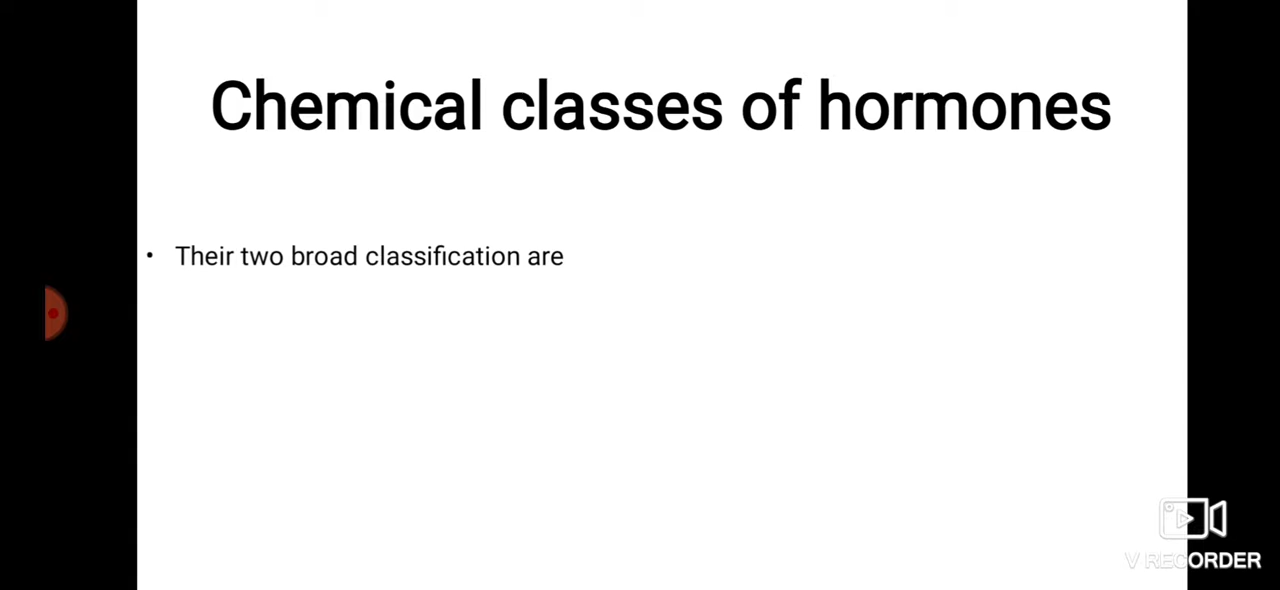 Chemical classes of hormones
• Their two broad classification are
V RECORDER